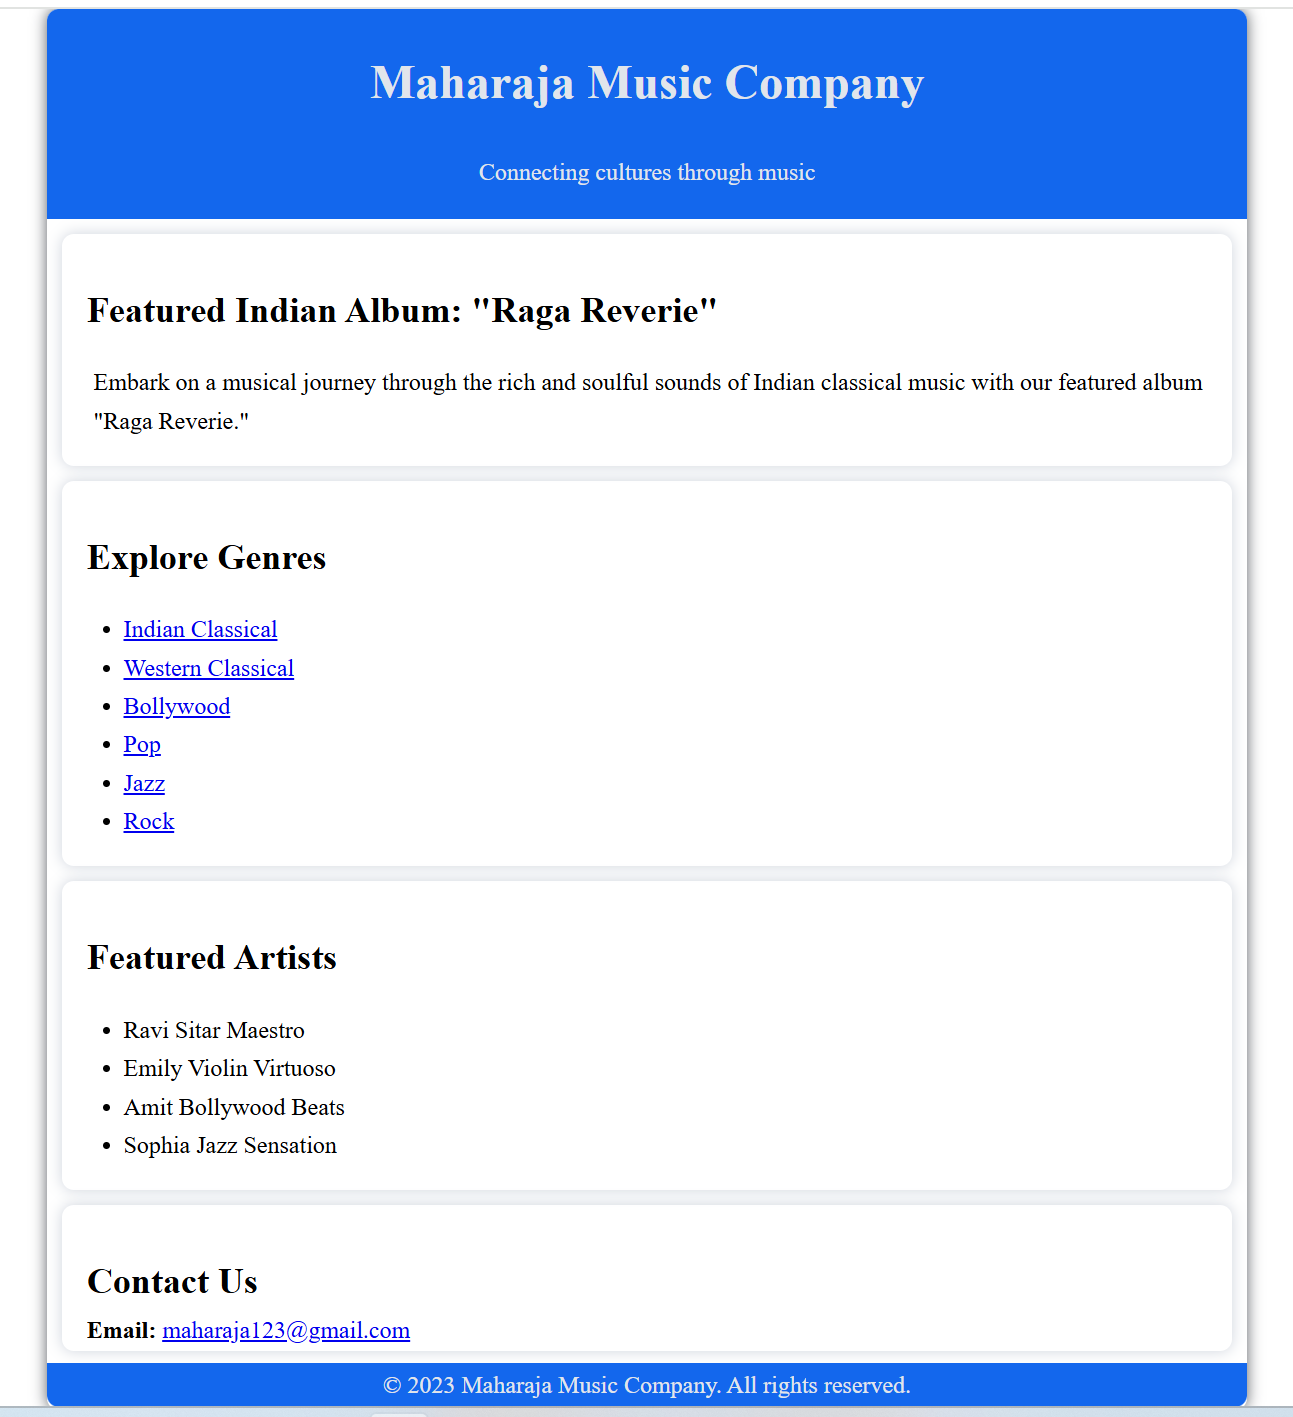 Maharaja Music Company
Connecting cultures through music
Featured Indian Album: "Raga Reverie"
Embark on a musical journey through the rich and soulful sounds of Indian classical music with our featured album
"Raga Reverie."
Explore Genres
• Indian Classical
• Western Classical
• Bollywood
• Pop
• Jazz
• Rock
Featured Artists
• Ravi Sitar Maestro
• Emily Violin Virtuoso
• Amit Bollywood Beats
• Sophia Jazz Sensation
Contact Us
Email: maharaja123@gmail.com
© 2023 Maharaja Music Company. All rights reserved.